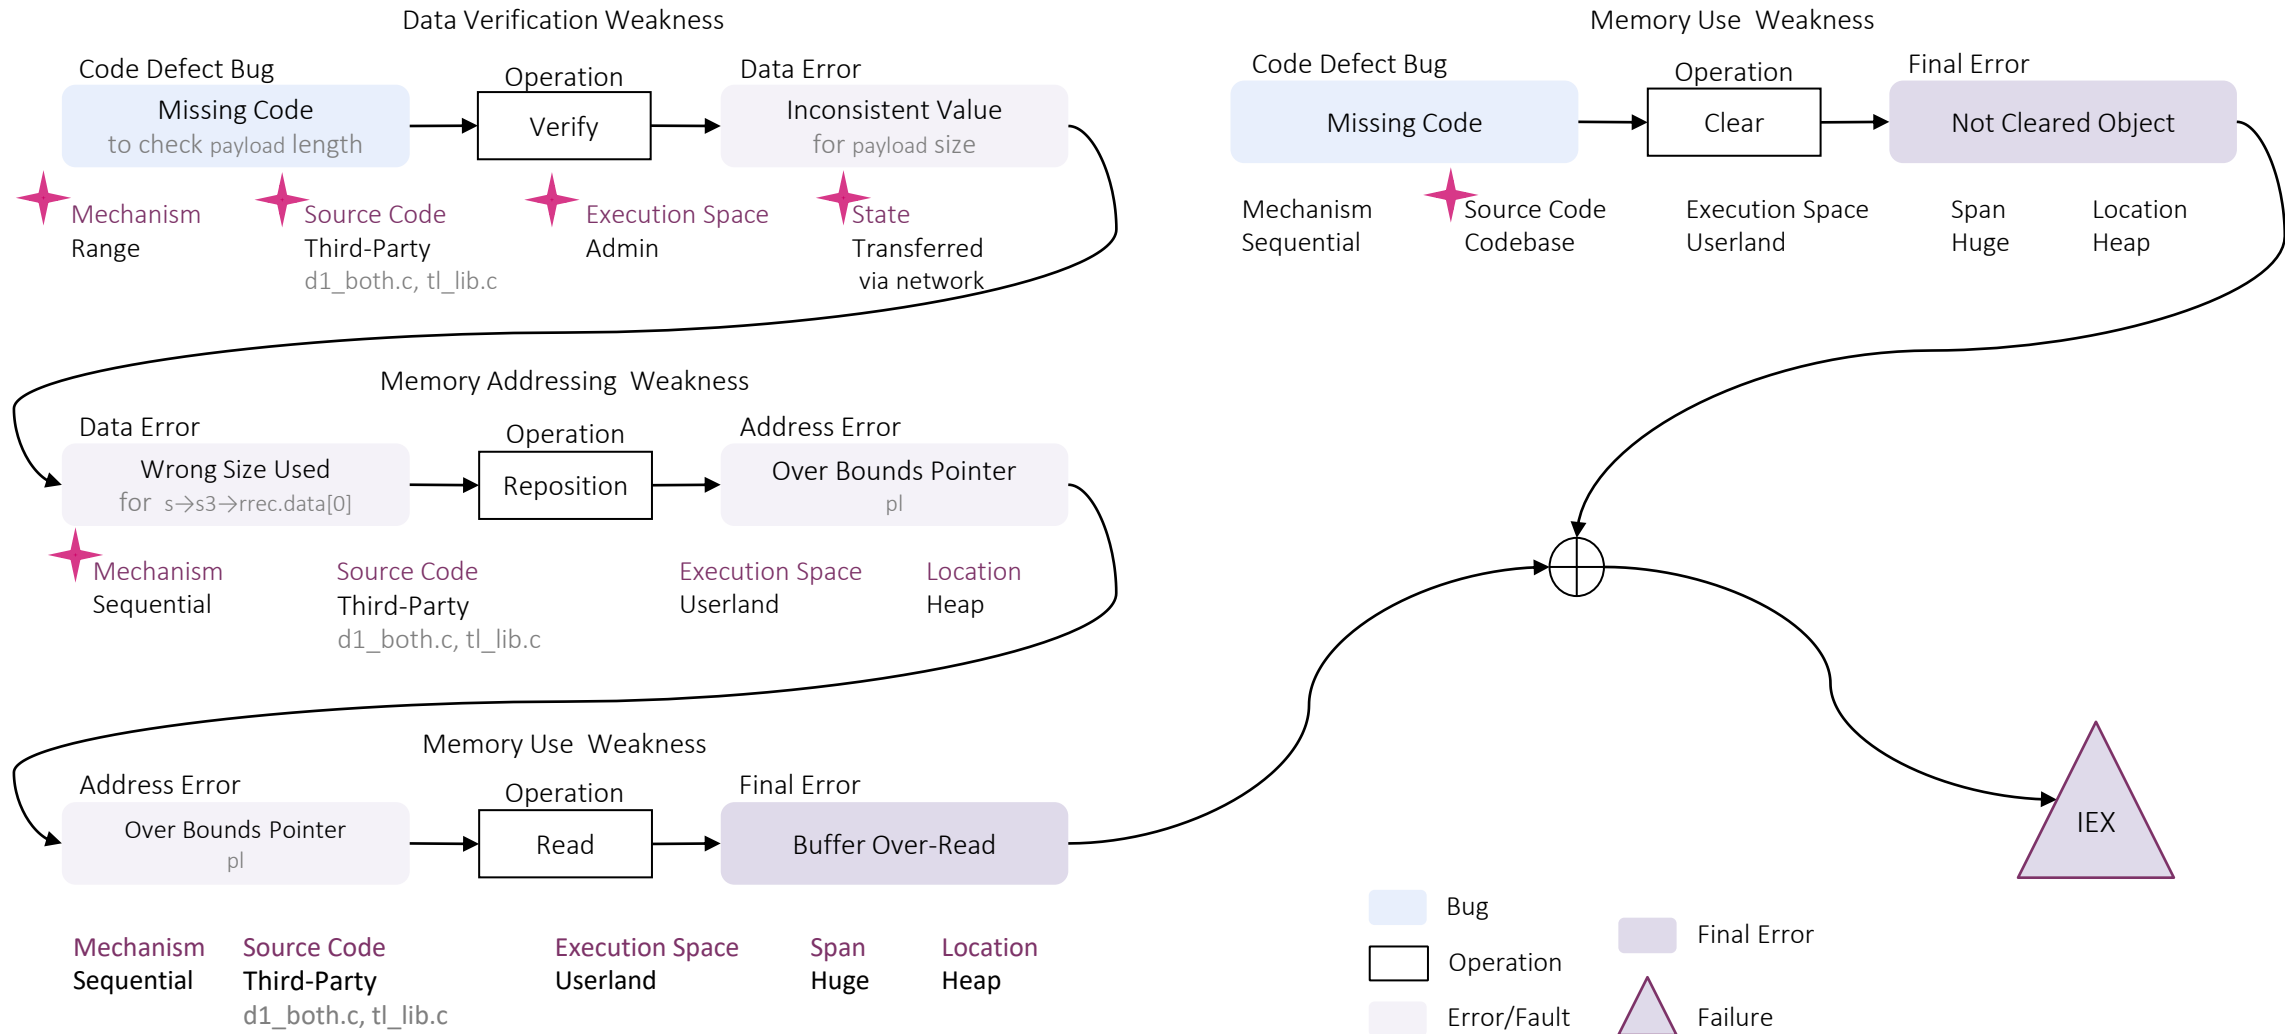 Data Verification Weakness
Code Defect Bug
Operation
Data Error
Missing Code
to check payload length
Verify
Inconsistent Value
for payload size
Mechanism
Range
Source Code
Third-Party
d1_both.c, tl_lib.c
Execution Space
Admin
State
Transferred
via network
Memory Use Weakness
Code Defect Bug
Operation
Final Error
Missing Code
Clear
Not Cleared Object
Mechanism
Sequential
Source Code
Codebase
Execution Space
Userland
Span
Huge
Location
Heap
Memory Addressing Weakness
Data Error
Operation
Address Error
Wrong Size Used
for s→s3→rrec.data[0]
Reposition
Over Bounds Pointer
pl
Mechanism
Sequential
Source Code
Third-Party
d1_both.c, tl_lib.c
Execution Space
Userland
Location
Heap
Memory Use Weakness
Address Error
Operation
Final Error
Over Bounds Pointer
pl
Read
Buffer Over-Read
Mechanism
Sequential
Source Code
Third-Party
d1_both.c, tl_lib.c
Execution Space
Userland
Span
Huge
Location
Heap
IEX
Bug
Operation
Error/Fault
Final Error
Failure